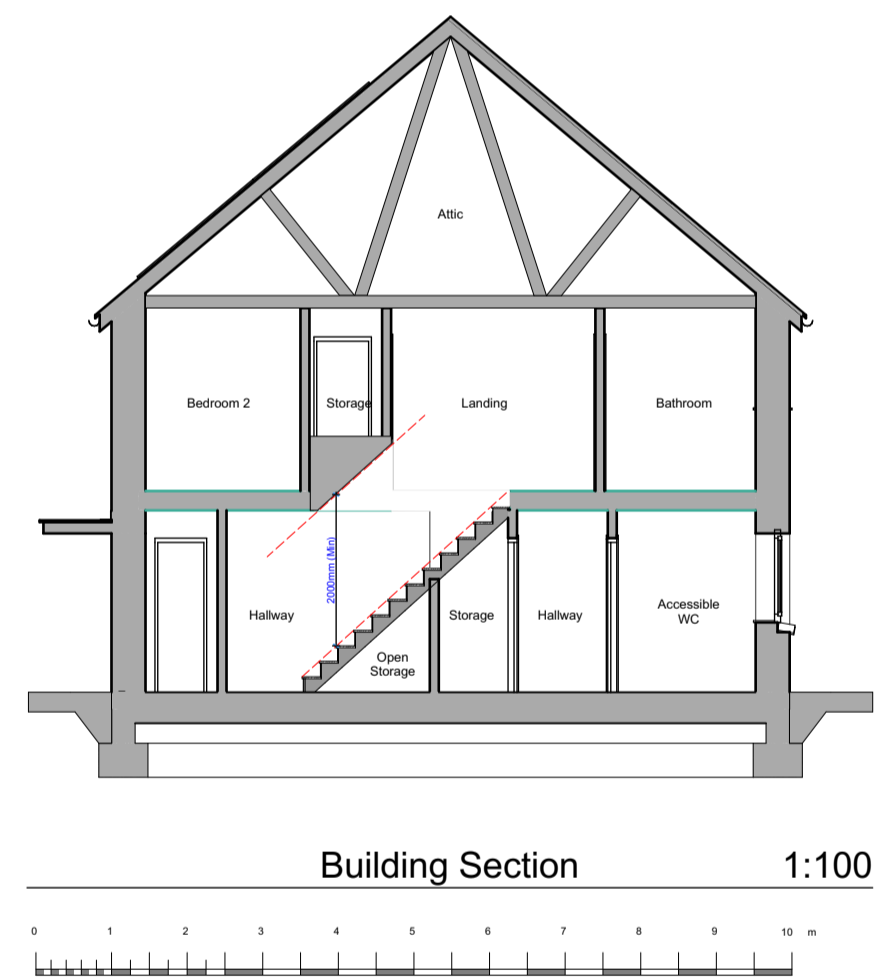 Attic
Bedroom 2
Storage
Landing
Bathroom
2000mm (Min)
Hallway
Open
Storage
Storage
Hallway
Accessible
WC
Building Section 1:100
0 1 2 3 4 5 6 7 8 9 10 m